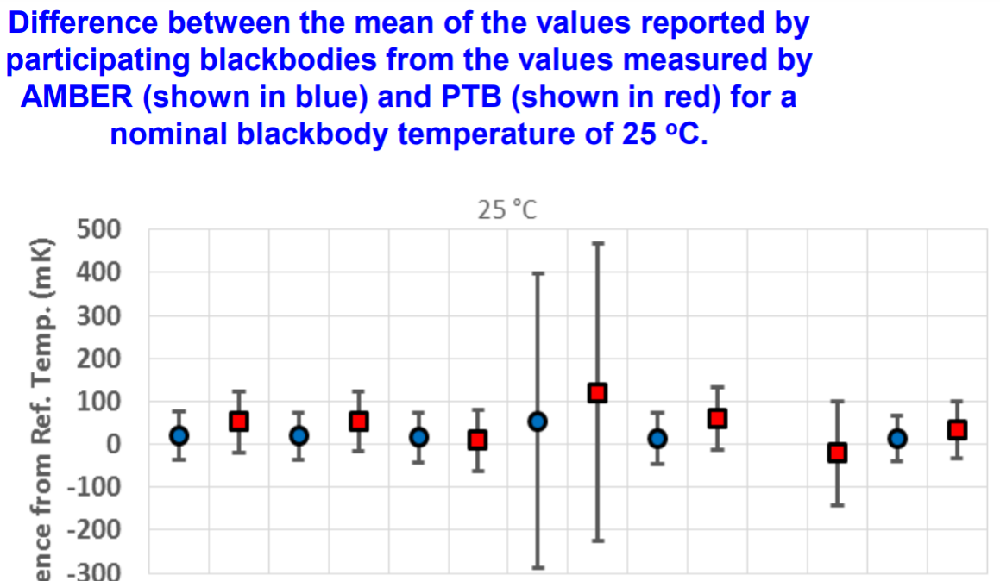 Difference between the mean of the values reported by
participating blackbodies from the values measured by
AMBER (shown in blue) and PTB (shown in red) for a
nominal blackbody temperature of 25 ºC.
25 °C
500
400
300
200
100
0
-100
-200
-300
from Ref. Temp. (mK)